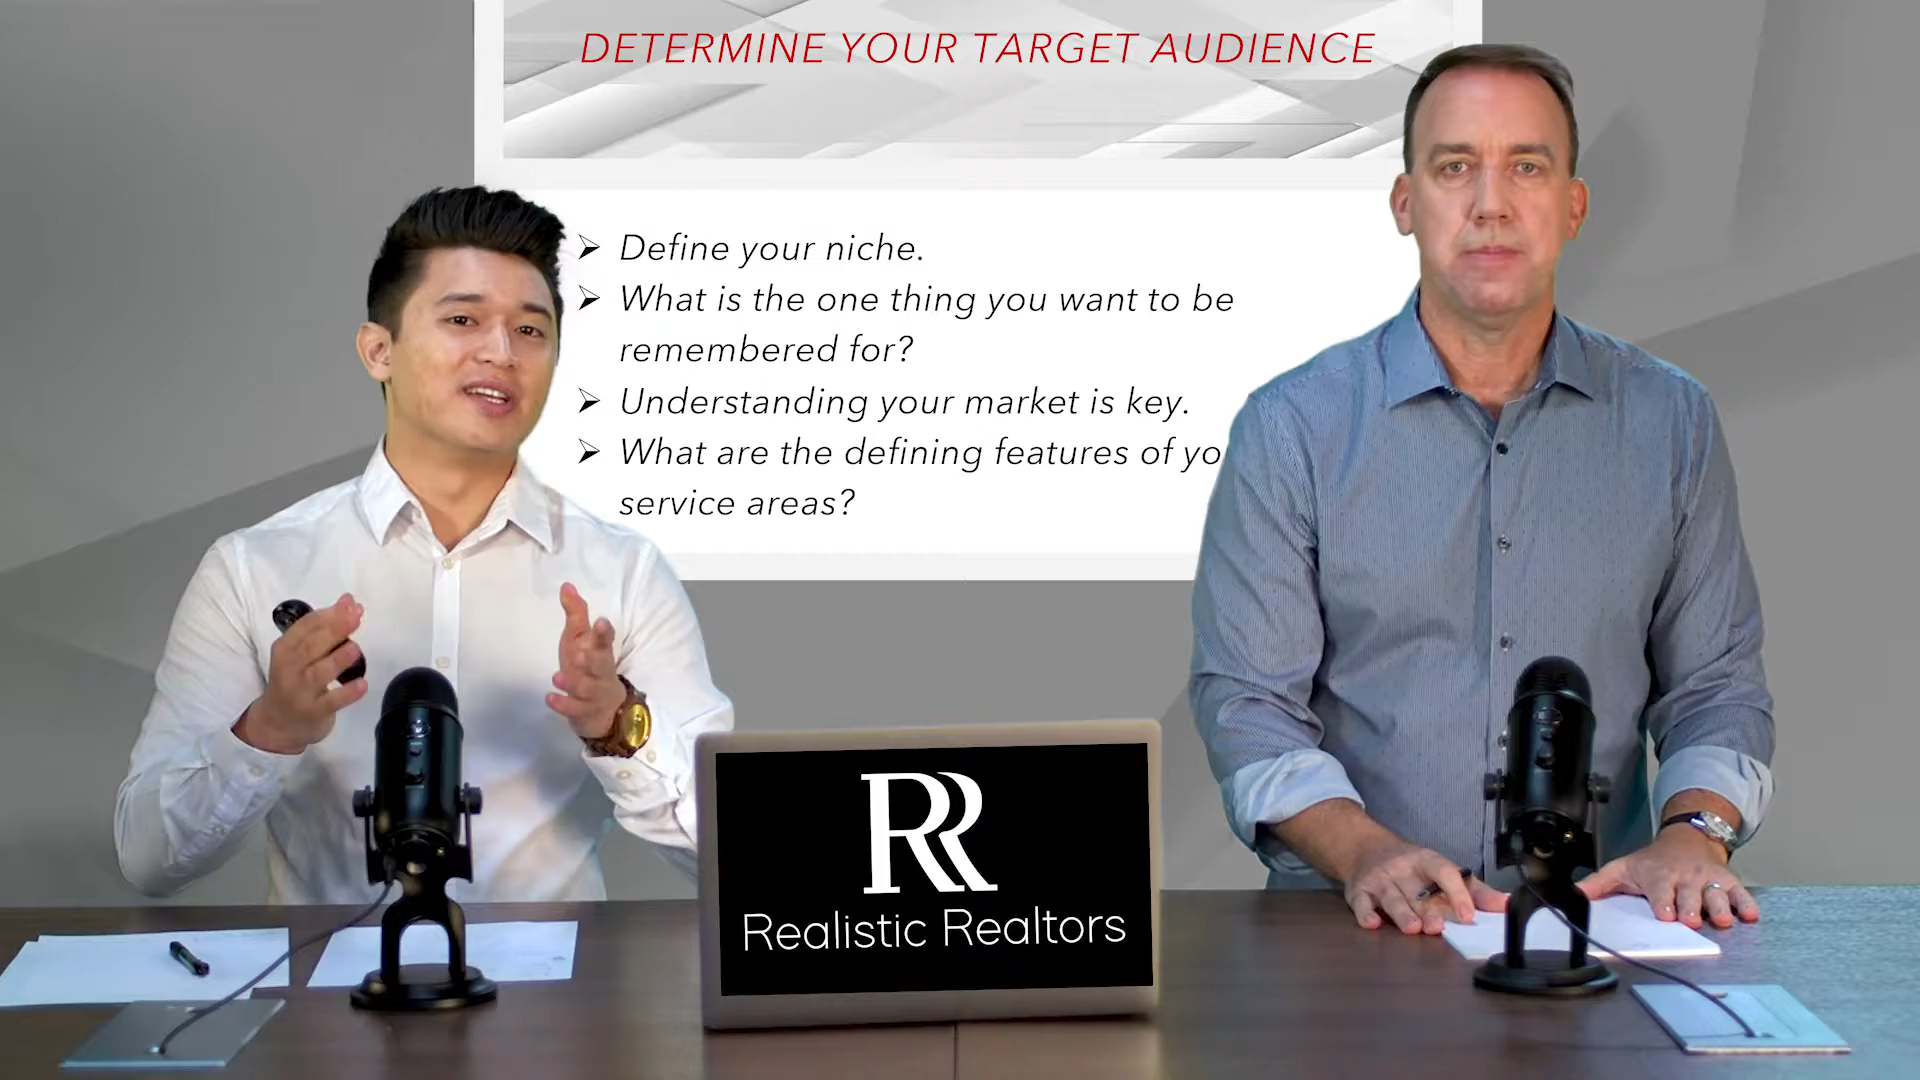 DETERMINE YOUR TARGET AUDIENCE
➢ Define your niche.
➢ What is the one thing you want to be
remembered for?
➢ Understanding your market is key.
➢ What are the defining features of yo
service areas?
RR
Realistic Realtors